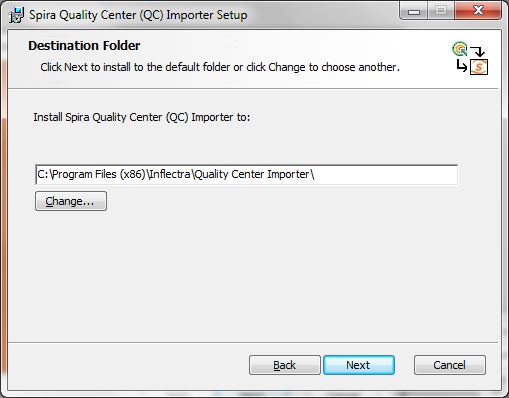 Spira Quality Center (QC) Importer Setup
Destination Folder
Click Next to install to the default folder or click Change to choose another.
Install Spira Quality Center (QC) Importer to:
C:\Program Files (x86)\Inflectra\Quality Center Importer\
Change...
Back Next Cancel